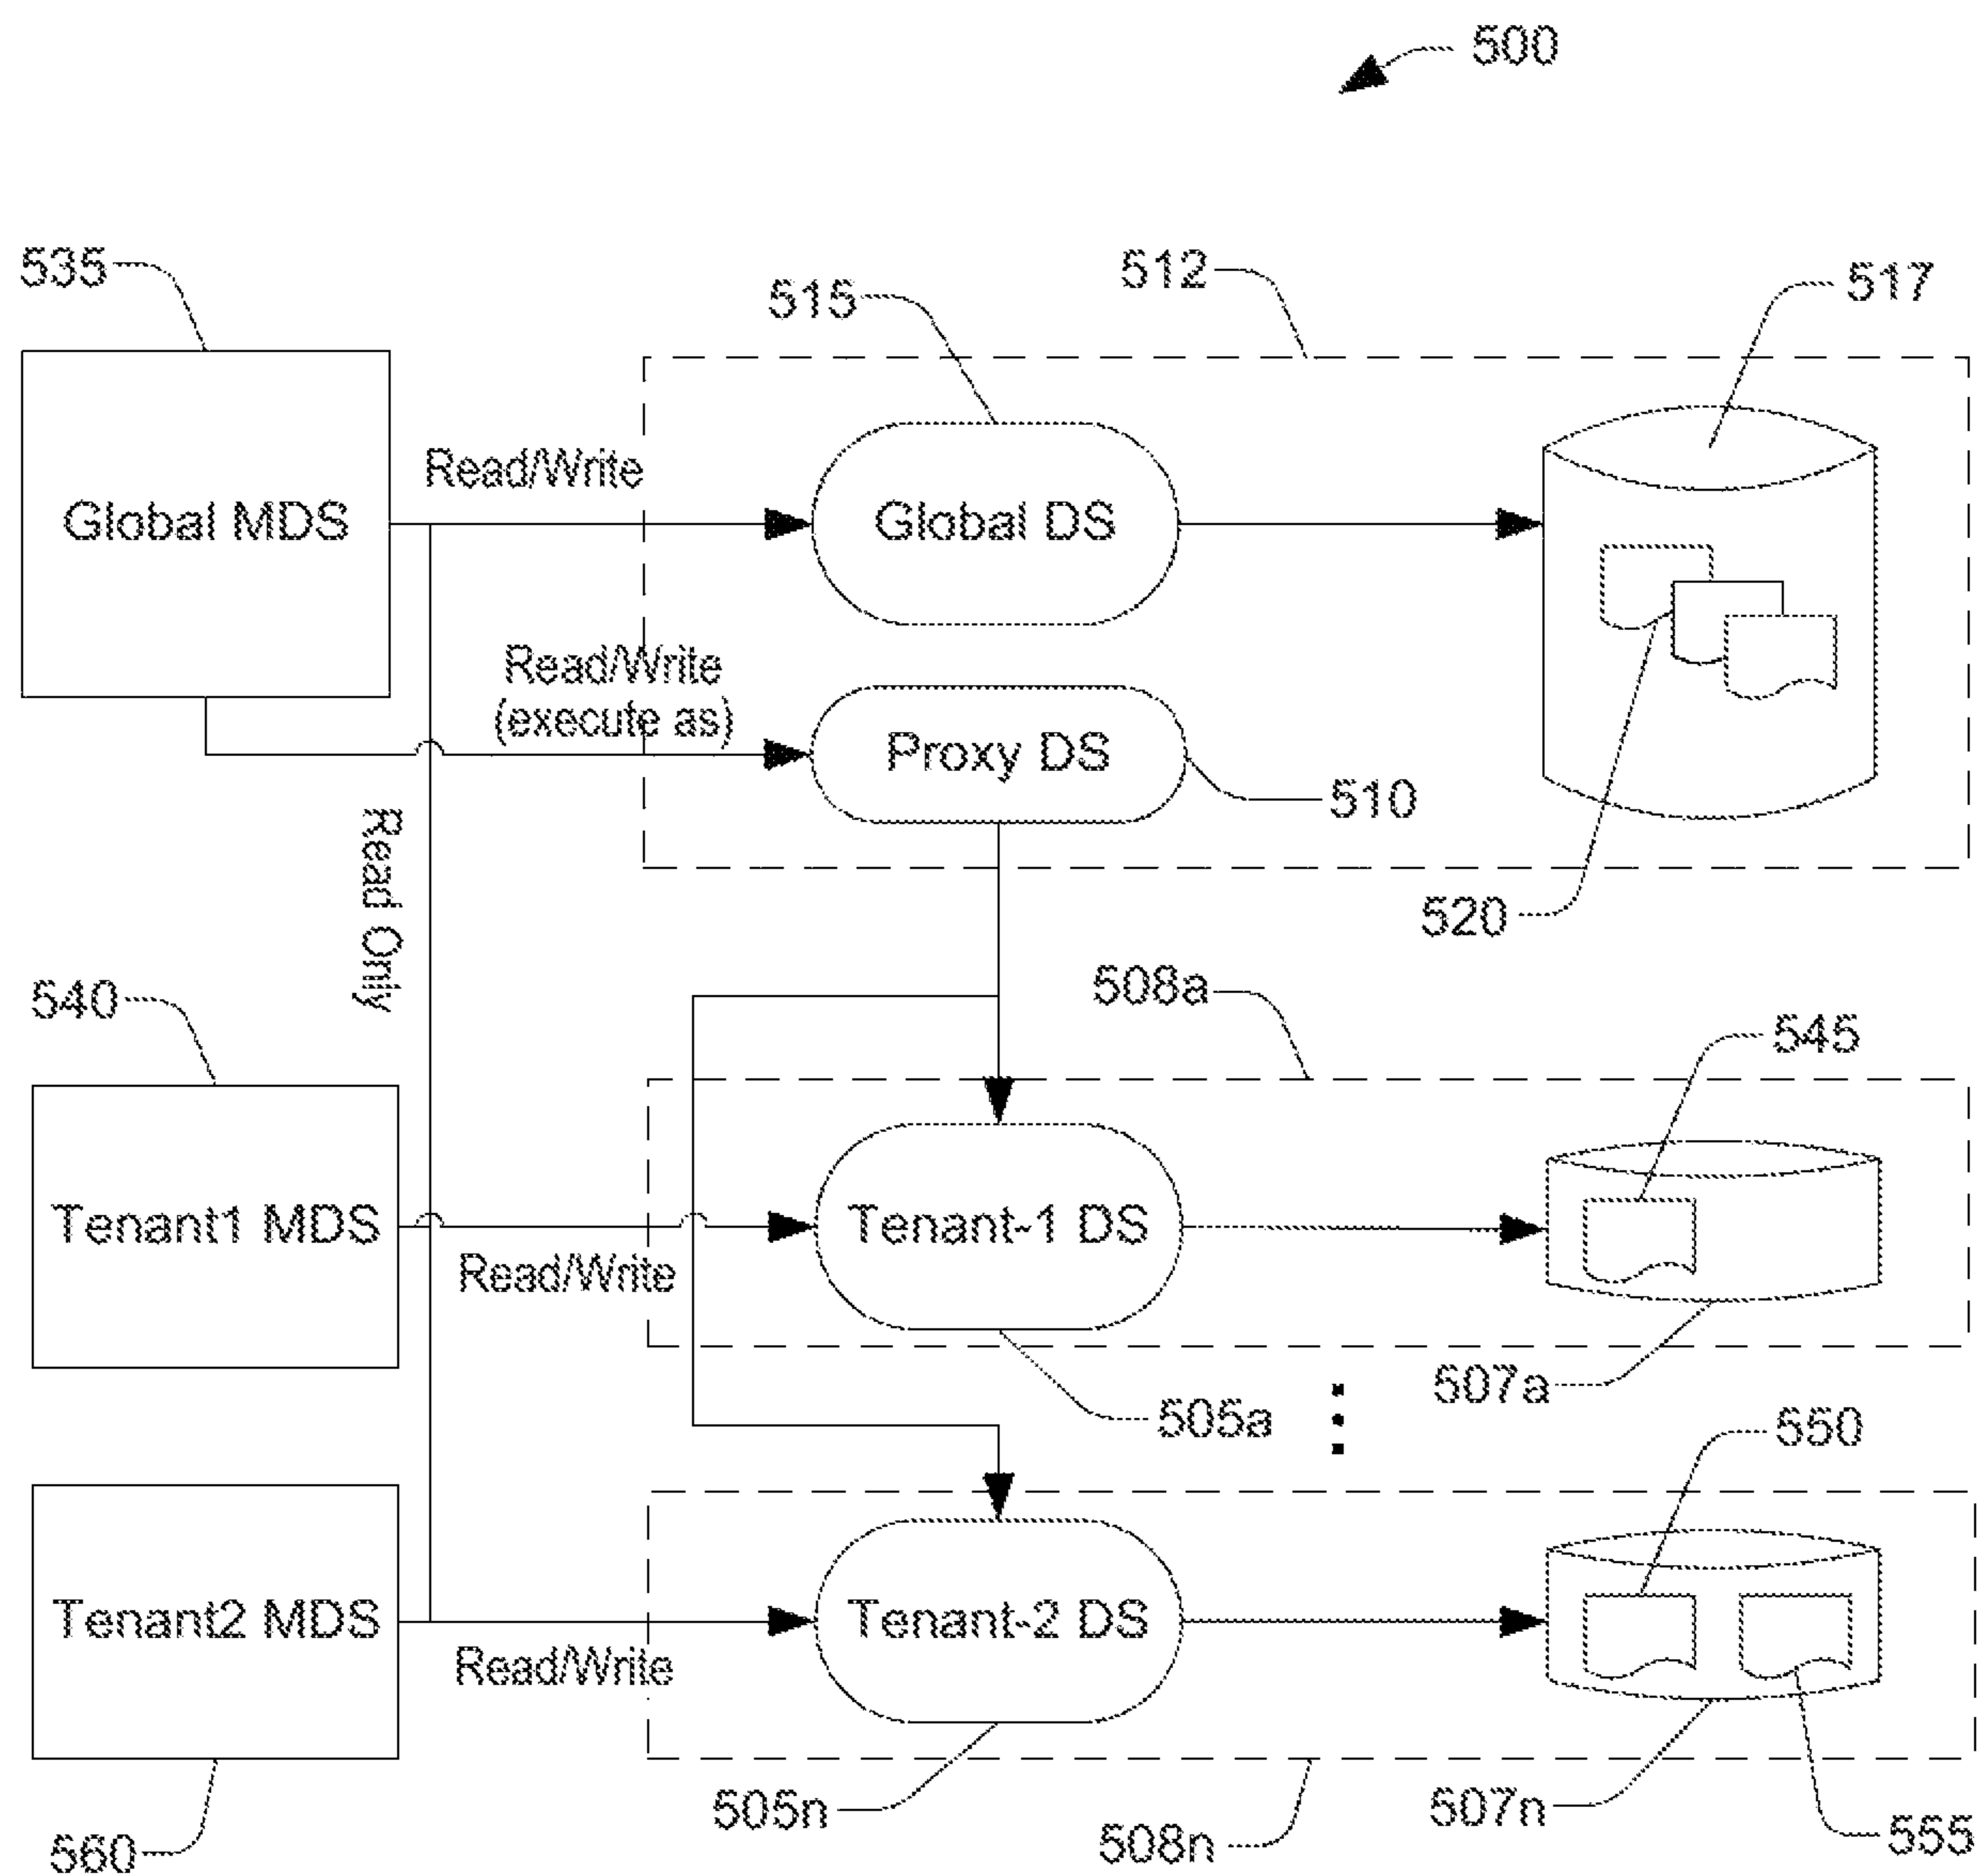 500
535
515
512
517
Read/Write
Global MDS
Global DS
Read/Write
(execute as)
Proxy DS
510
Read Only
520
540
508a
545
Tenant1 MDS
Tenant-1 DS
Read/Write
507a
505a
550
Tenant2 MDS
Tenant-2 DS
Read/Write
505n
508n
507n
555
560